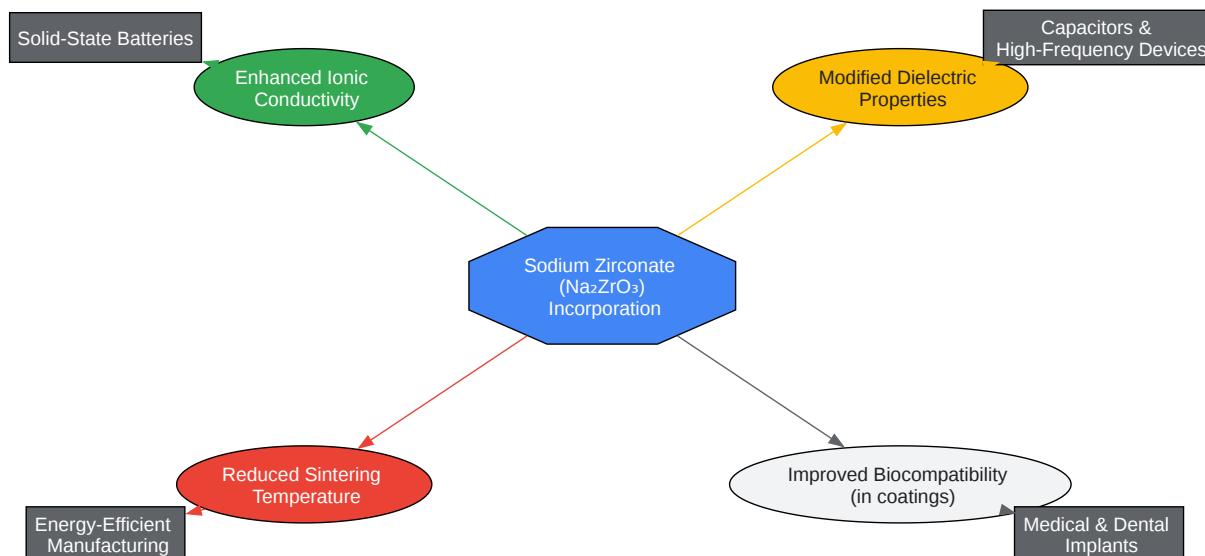 Solid-State Batteries
Enhanced Ionic
Conductivity
Capacitors &
High-Frequency Devices
Modified Dielectric
Properties
Sodium Zirconate
(Na₂ZrO₃)
Incorporation
Reduced Sintering
Temperature
Energy-Efficient
Manufacturing
Improved Biocompatibility
(in coatings)
Medical & Dental
Implants